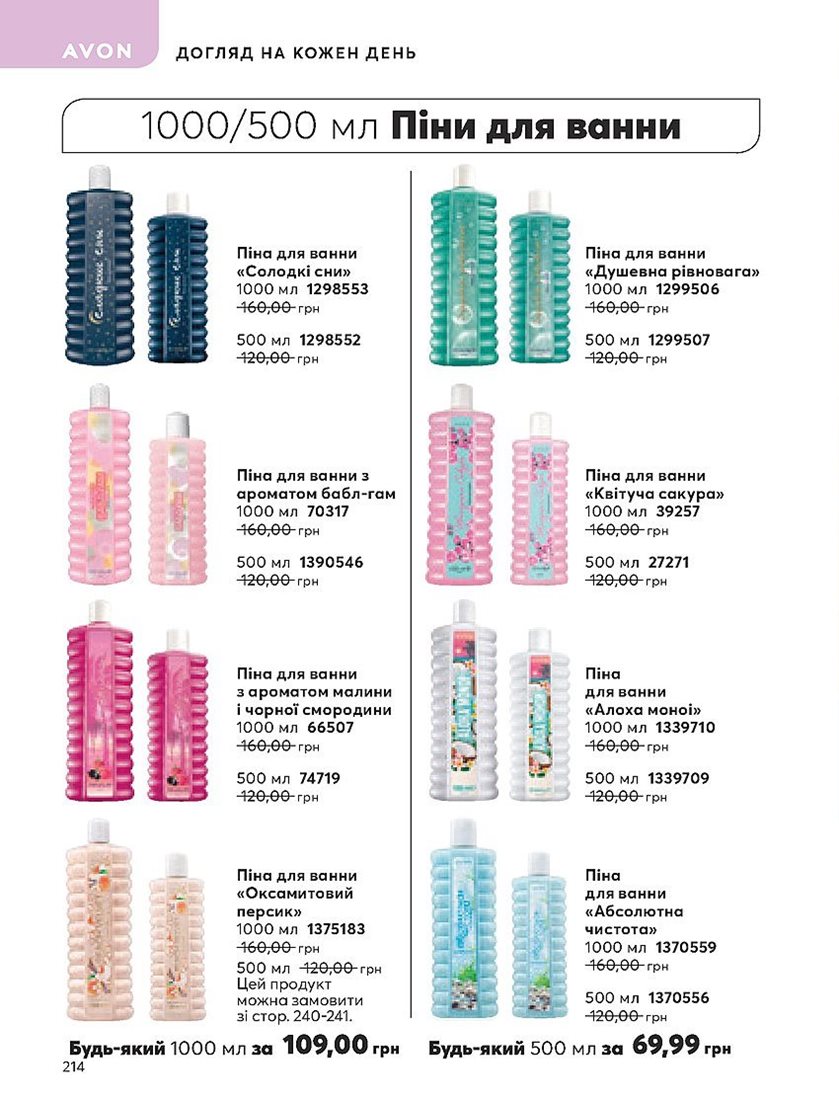 AVON
ДОГЛЯД НА КОЖЕН ДЕНЬ
1000/500 мл Піни для ванни
Піна для ванни
«Солодкі сни»
1000 мл 1298553
160,00 грн
500 мл 1298552
120,00 грн
Піна для ванни
«Душевна рівновага»
1000 мл 1299506
160,00 грн
500 мл 1299507
120,00 грн
Піна для ванни з
ароматом бабл-гам
1000 мл 70317
160,00 грн
500 мл 1390546
120,00 грн
Піна для ванни
«Квітуча сакура»
1000 мл 39257
160,00 грн
500 мл 27271
120,00 грн
Піна для ванни
з ароматом малини
і чорної смородини
1000 мл 66507
160,00 грн
500 мл 74719
120,00 грн
Піна
для ванни
«Алоха моної»
1000 мл 1339710
160,00 грн
500 мл 1339709
120,00 грн
Піна для ванни
«Оксамитовий
персик»
1000 мл 1375183
160,00 грн
500 мл 120,00 грн
Цей продукт
можна замовити
зі стор. 240-241.
Піна
для ванни
«Абсолютна
чистота»
1000 мл 1370559
160,00 грн
500 мл 1370556
120,00 грн
Будь-який 1000 мл за 109,00 грн
Будь-який 500 мл за 69,99 грн
214